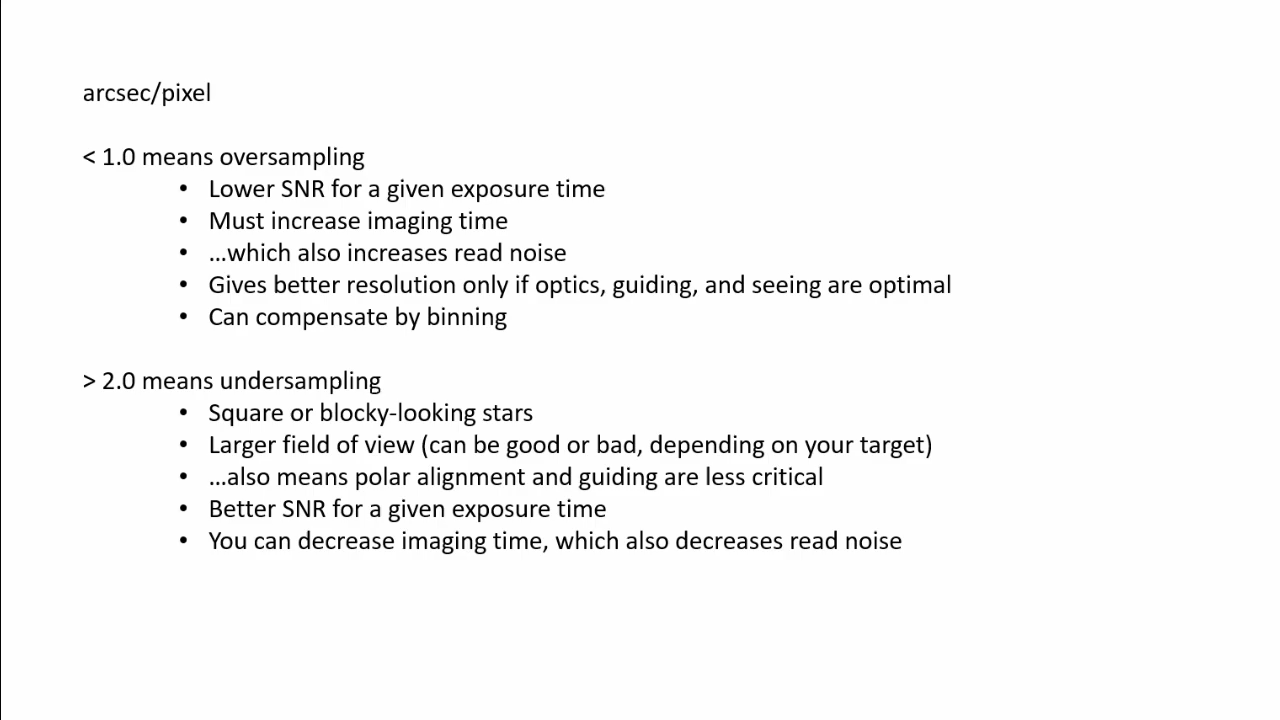 arcsec/pixel
< 1.0 means oversampling
• Lower SNR for a given exposure time
• Must increase imaging time
• …which also increases read noise
• Gives better resolution only if optics, guiding, and seeing are optimal
• Can compensate by binning
> 2.0 means undersampling
• Square or blocky-looking stars
• Larger field of view (can be good or bad, depending on your target)
• …also means polar alignment and guiding are less critical
• Better SNR for a given exposure time
• You can decrease imaging time, which also decreases read noise